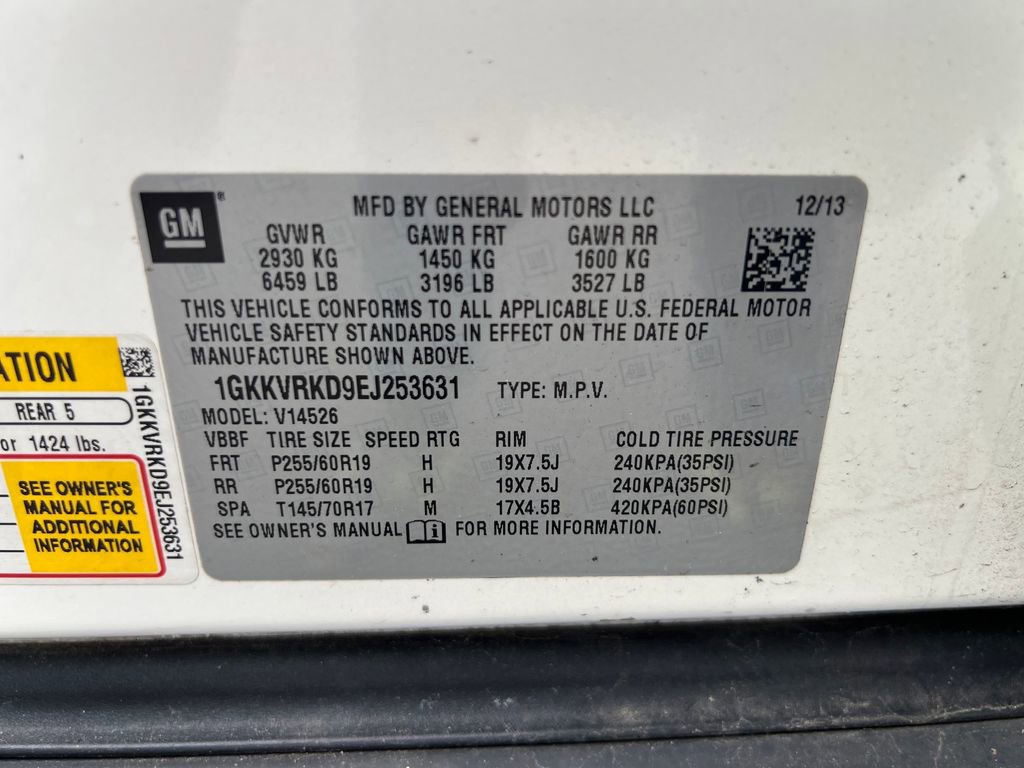 GM ®
MFD BY GENERAL MOTORS LLC 12/13
GVWR GAWR FRT GAWR RR
2930 KG 1450 KG 1600 KG
6459 LB 3196 LB 3527 LB
THIS VEHICLE CONFORMS TO ALL APPLICABLE U.S. FEDERAL MOTOR
VEHICLE SAFETY STANDARDS IN EFFECT ON THE DATE OF
MANUFACTURE SHOWN ABOVE.
1GKKVRKD9EJ253631 TYPE: M.P.V.
MODEL: V14526
VBBF TIRE SIZE SPEED RTG RIM COLD TIRE PRESSURE
FRT P255/60R19 H 19X7.5J 240KPA(35PSI)
RR P255/60R19 H 19X7.5J 240KPA(35PSI)
SPA T145/70R17 M 17X4.5B 420KPA(60PSI)
SEE OWNER'S MANUAL i FOR MORE INFORMATION.
ATION
REAR 5
or 1424 lbs.
SEE OWNER'S
MANUAL FOR
ADDITIONAL
INFORMATION
1GKKVRKD9EJ253631